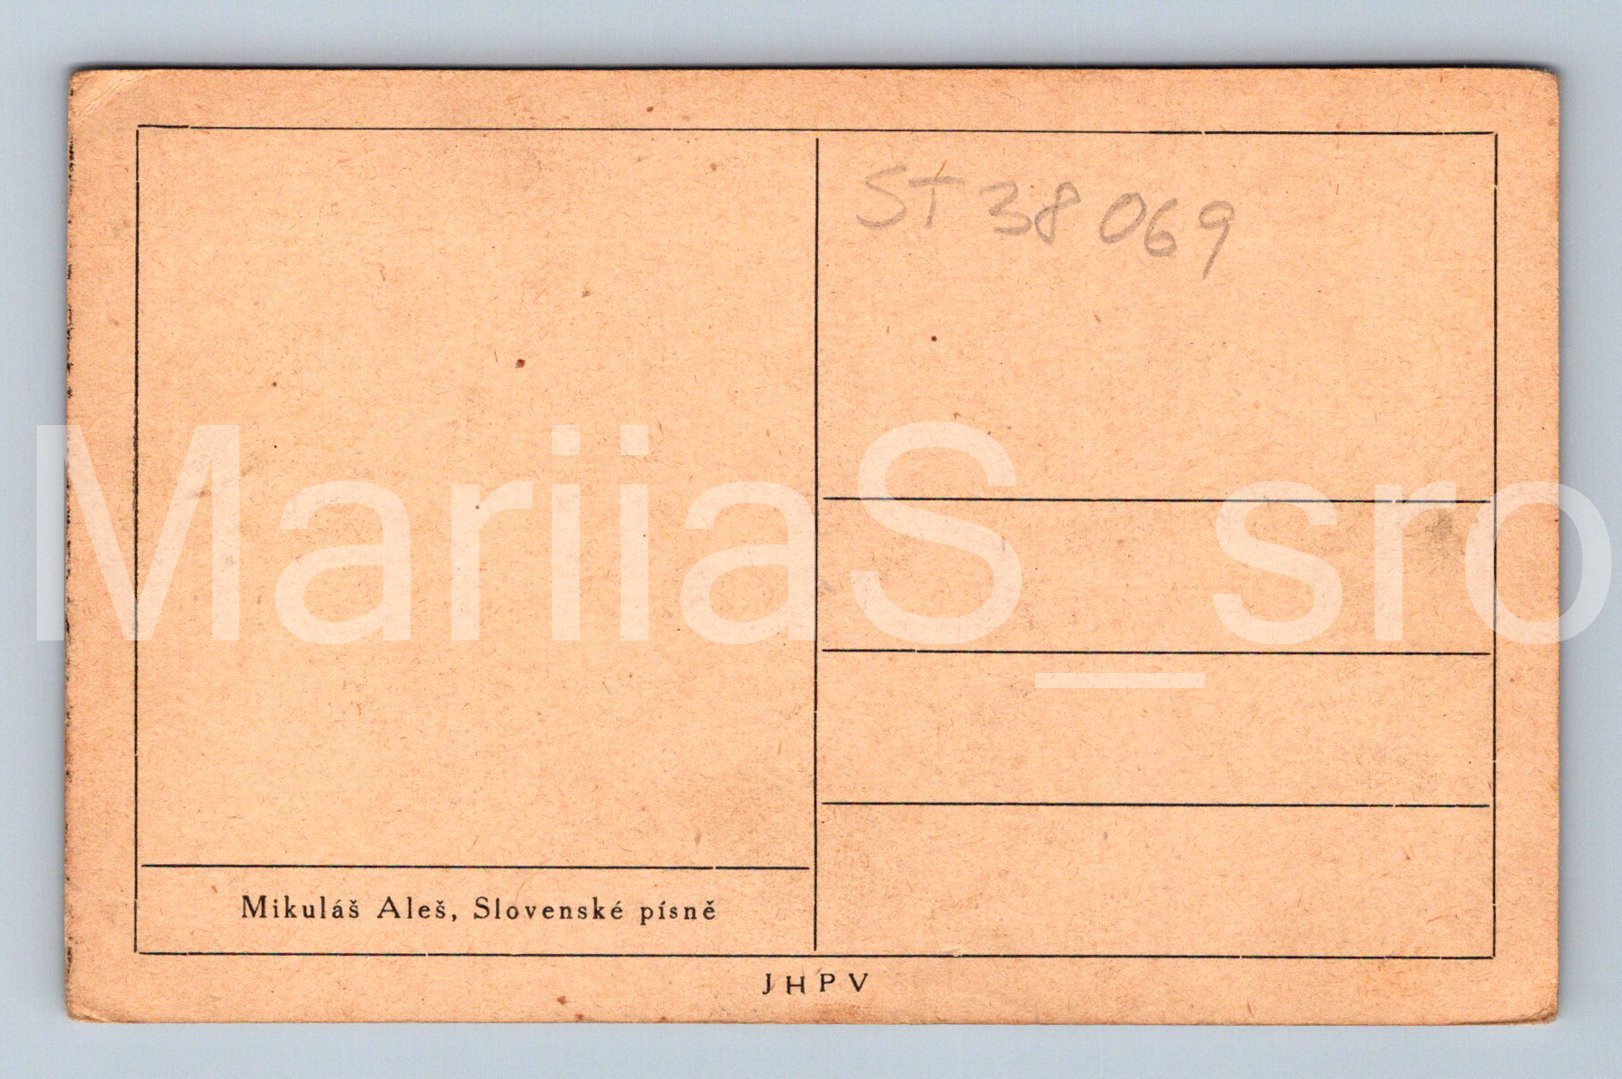 ST 38 069
MariiaS_sro
Mikuláš Aleš, Slovenské písně
JHPV